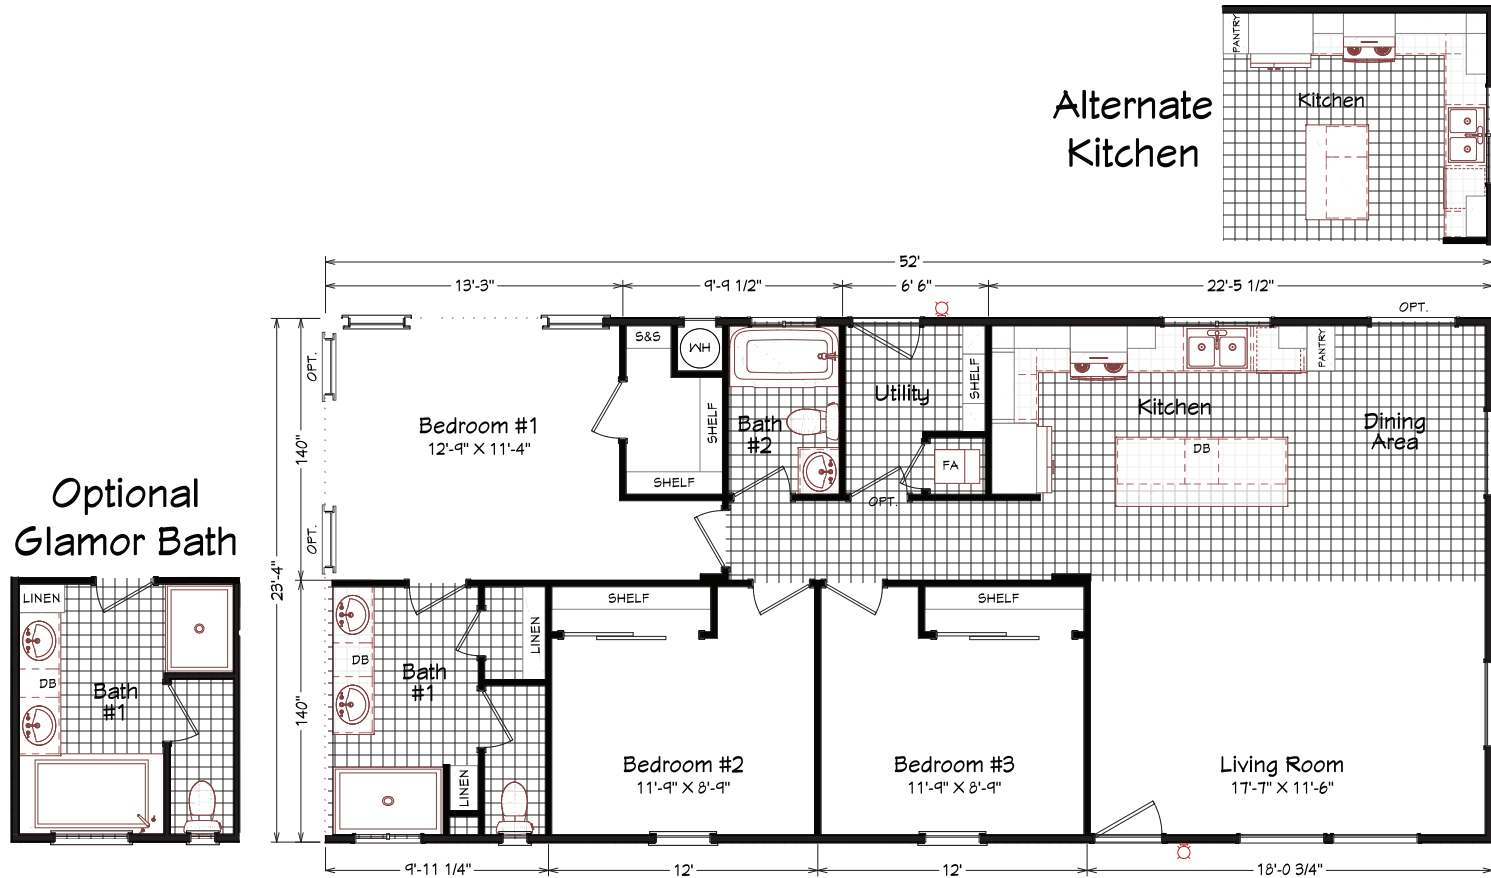 PANTRY
Alternate
Kitchen
Kitchen
52'
13'-3"
9'-9 1/2"
6' 6"
22'-5 1/2"
OPT.
S&S
WH
OPT.
SHELF
PANTRY
Utility
Bedroom #1
12'-9" X 11'-4"
SHELF
Bath
#2
Kitchen
Dining
Area
140"
DB
FA
SHELF
OPT.
OPT.
Optional
Glamor Bath
23'-4"
LINEN
SHELF
SHELF
LINEN
DB
Bath
#1
DB
Bath
#1
140"
LINEN
Bedroom #2
11'-9" X 8'-9"
Bedroom #3
11'-9" X 8'-9"
Living Room
17'-7" X 11'-6"
9'-11 1/4"
12'
12'
18'-0 3/4"